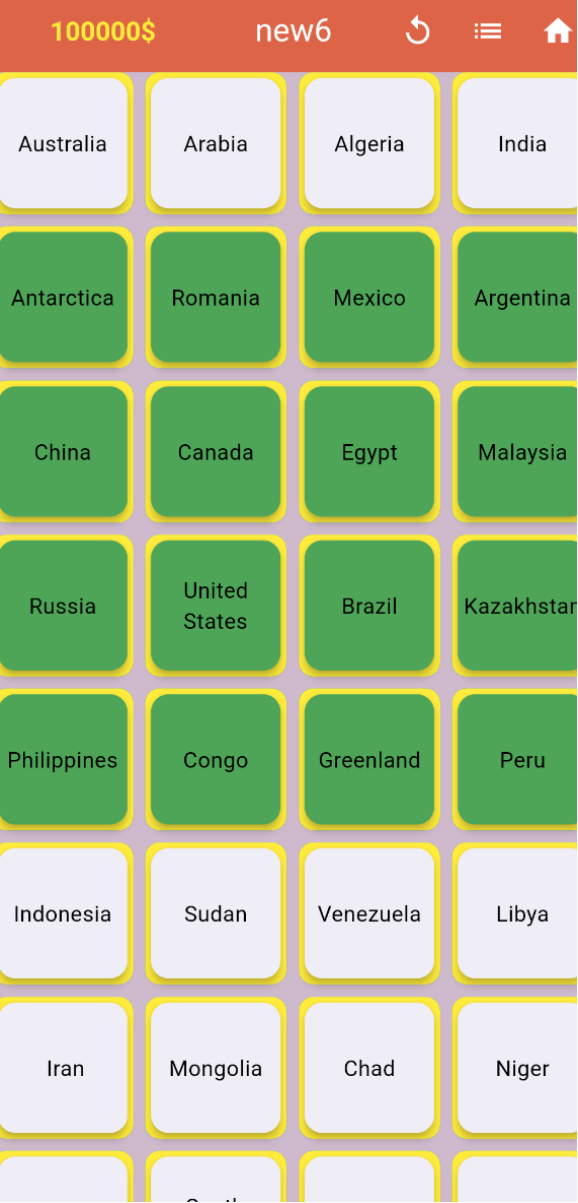 100000$ new6
Australia Arabia Algeria India
Antarctica Romania Mexico Argentina
China Canada Egypt Malaysia
Russia United States Brazil Kazakhstan
Philippines Congo Greenland Peru
Indonesia Sudan Venezuela Libya
Iran Mongolia Chad Niger